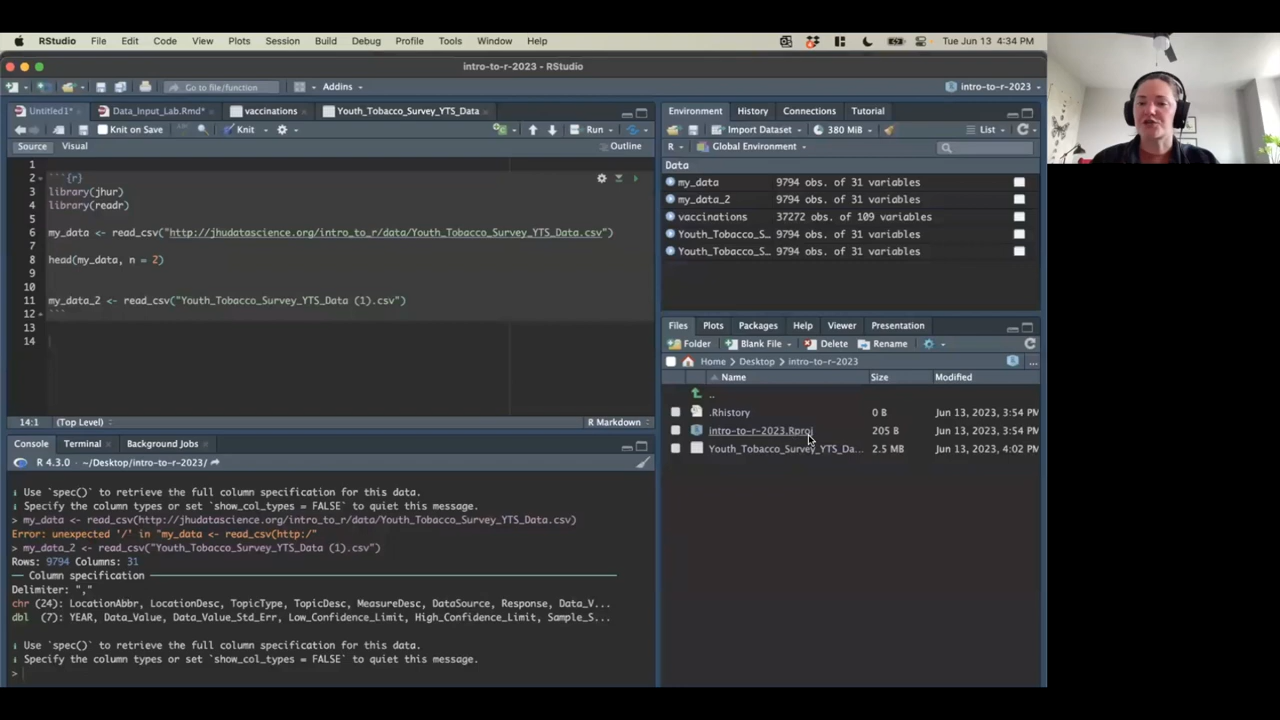 RStudio File Edit Code View Plots Session Build Debug Profile Tools Window Help Tue Jun 13 4:34 PM
intro-to-r-2023 - RStudio
Go to file/function Addins intro-to-r-2023
Untitled1* Data_Input_Lab.Rmd* vaccinations Youth_Tobacco_Survey_YTS_Data
Knit on Save Knit Run
Source Visual Outline
1
2 ```{r}
3 library(jhur)
4 library(readr)
5
6 my_data <- read_csv("http://jhudatascience.org/intro_to_r/data/Youth_Tobacco_Survey_YTS_Data.csv")
7
8 head(my_data, n = 2)
9
10
11 my_data_2 <- read_csv("Youth_Tobacco_Survey_YTS_Data (1).csv")
12 ```
13
14
14:1 (Top Level) R Markdown
Console Terminal Background Jobs
R 4.3.0 · ~/Desktop/intro-to-r-2023/
i Use `spec()` to retrieve the full column specification for this data.
i Specify the column types or set `show_col_types = FALSE` to quiet this message.
> my_data <- read_csv(http://jhudatascience.org/intro_to_r/data/Youth_Tobacco_Survey_YTS_Data.csv)
Error: unexpected '/' in "my_data <- read_csv(http:/"
> my_data_2 <- read_csv("Youth_Tobacco_Survey_YTS_Data (1).csv")
Rows: 9794 Columns: 31
── Column specification ──
Delimiter: ","
chr (24): LocationAbbr, LocationDesc, TopicType, TopicDesc, MeasureDesc, DataSource, Response, Data_V...
dbl (7): YEAR, Data_Value, Data_Value_Std_Err, Low_Confidence_Limit, High_Confidence_Limit, Sample_S...
i Use `spec()` to retrieve the full column specification for this data.
i Specify the column types or set `show_col_types = FALSE` to quiet this message.
>
Environment History Connections Tutorial
Import Dataset 380 MiB List
R Global Environment
Data
my_data 9794 obs. of 31 variables
my_data_2 9794 obs. of 31 variables
vaccinations 37272 obs. of 109 variables
Youth_Tobacco_S… 9794 obs. of 31 variables
Youth_Tobacco_S… 9794 obs. of 31 variables
Files Plots Packages Help Viewer Presentation
Folder Blank File Delete Rename
Home Desktop intro-to-r-2023
Name Size Modified
..
.Rhistory 0 B Jun 13, 2023, 3:54 PM
intro-to-r-2023.Rproj 205 B Jun 13, 2023, 3:54 PM
Youth_Tobacco_Survey_YTS_Da... 2.5 MB Jun 13, 2023, 4:02 PM